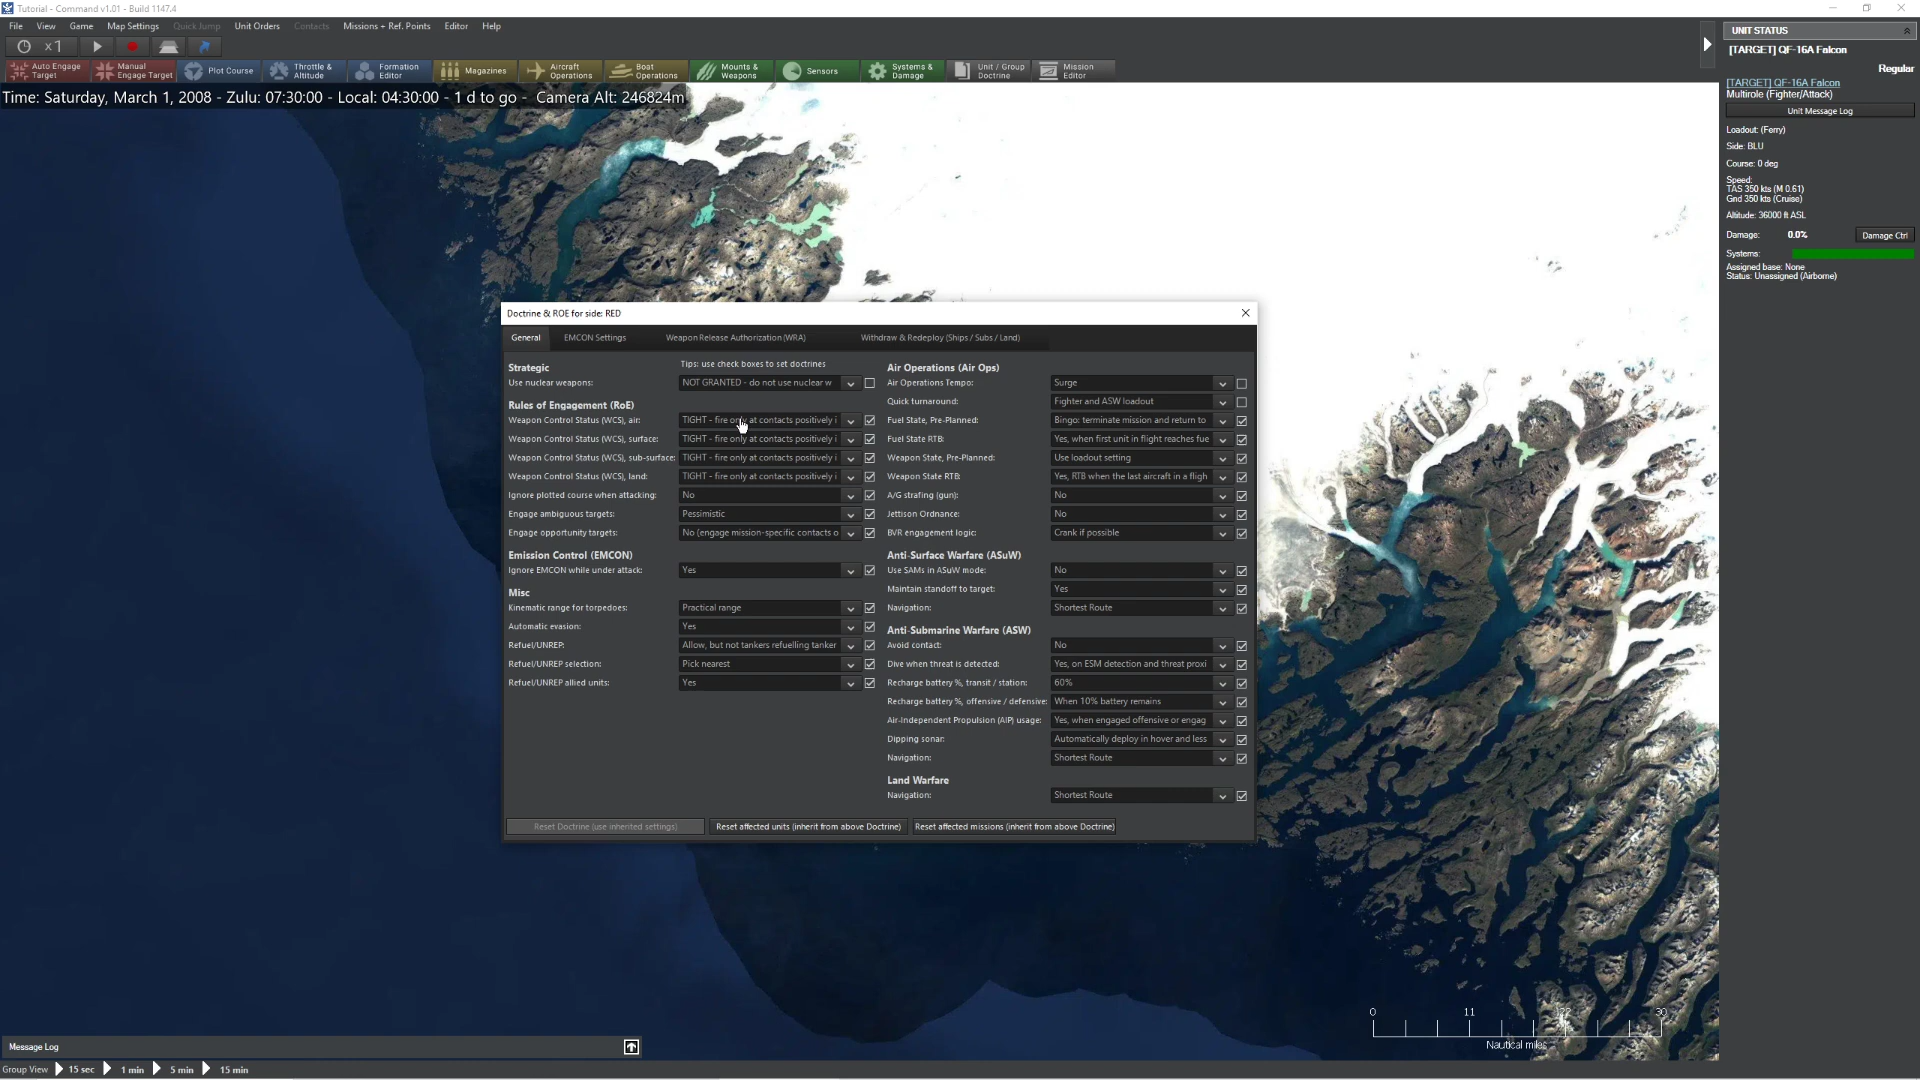 Tutorial - Command v1.01 - Build 1147.4
File View Game Map Settings Quick Jump Unit Orders Contacts Missions + Ref. Points Editor Help
x1
Auto Engage Target
Manual Engage Target
Plot Course
Throttle & Altitude
Formation Editor
Magazines
Aircraft Operations
Boat Operations
Mounts & Weapons
Sensors
Systems & Damage
Unit / Group Doctrine
Mission Editor
Time: Saturday, March 1, 2008 - Zulu: 07:30:00 - Local: 04:30:00 - 1 d to go - Camera Alt: 246824m
UNIT STATUS
[TARGET] QF-16A Falcon
Regular
[TARGET] QF-16A Falcon
Multirole (Fighter/Attack)
Unit Message Log
Loadout: (Ferry)
Side: BLU
Course: 0 deg
Speed:
TAS 350 kts (M 0.61)
Gnd 350 kts (Cruise)
Altitude: 36000 ft ASL
Damage: 0.0% Damage Ctrl
Systems:
Assigned base: None
Status: Unassigned (Airborne)
Doctrine & ROE for side: RED
General EMCON Settings Weapon Release Authorization (WRA) Withdraw & Redeploy (Ships / Subs / Land)
Tips: use check boxes to set doctrines
Strategic
Use nuclear weapons: NOT GRANTED - do not use nuclear w
Rules of Engagement (RoE)
Weapon Control Status (WCS), air: TIGHT - fire only at contacts positively i
Weapon Control Status (WCS), surface: TIGHT - fire only at contacts positively i
Weapon Control Status (WCS), sub-surface: TIGHT - fire only at contacts positively i
Weapon Control Status (WCS), land: TIGHT - fire only at contacts positively i
Ignore plotted course when attacking: No
Engage ambiguous targets: Pessimistic
Engage opportunity targets: No (engage mission-specific contacts o
Emission Control (EMCON)
Ignore EMCON while under attack: Yes
Misc
Kinematic range for torpedoes: Practical range
Automatic evasion: Yes
Refuel/UNREP: Allow, but not tankers refuelling tanker
Refuel/UNREP selection: Pick nearest
Refuel/UNREP allied units: Yes
Air Operations (Air Ops)
Air Operations Tempo: Surge
Quick turnaround: Fighter and ASW loadout
Fuel State, Pre-Planned: Bingo: terminate mission and return to
Fuel State RTB: Yes, when first unit in flight reaches fue
Weapon State, Pre-Planned: Use loadout setting
Weapon State RTB: Yes, RTB when the last aircraft in a fligh
A/G strafing (gun): No
Jettison Ordnance: No
BVR engagement logic: Crank if possible
Anti-Surface Warfare (ASuW)
Use SAMs in ASuW mode: No
Maintain standoff to target: Yes
Navigation: Shortest Route
Anti-Submarine Warfare (ASW)
Avoid contact: No
Dive when threat is detected: Yes, on ESM detection and threat proxi
Recharge battery %, transit / station: 60%
Recharge battery %, offensive / defensive: When 10% battery remains
Air-Independent Propulsion (AIP) usage: Yes, when engaged offensive or engag
Dipping sonar: Automatically deploy in hover and less
Navigation: Shortest Route
Land Warfare
Navigation: Shortest Route
Reset Doctrine (use inherited settings) Reset affected units (inherit from above Doctrine) Reset affected missions (inherit from above Doctrine)
0 11 22 30
Nautical miles
Message Log
Group View 15 sec 1 min 5 min 15 min